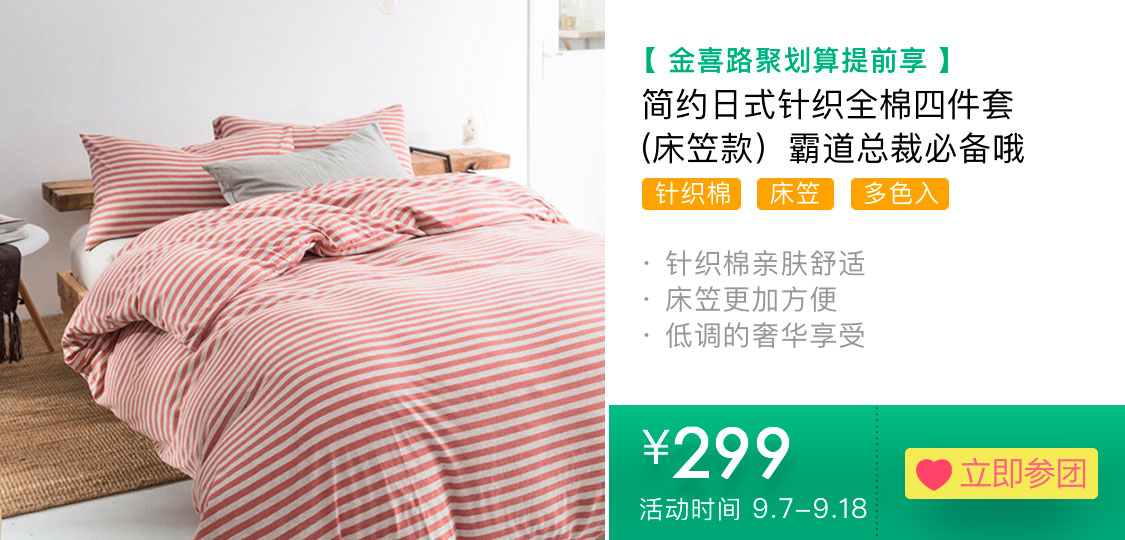 【 金喜路聚划算提前享 】
简约日式针织全棉四件套
(床笠款）霸道总裁必备哦
针织棉 床笠 多色入
· 针织棉亲肤舒适
· 床笠更加方便
· 低调的奢华享受
¥299
活动时间 9.7–9.18
立即参团